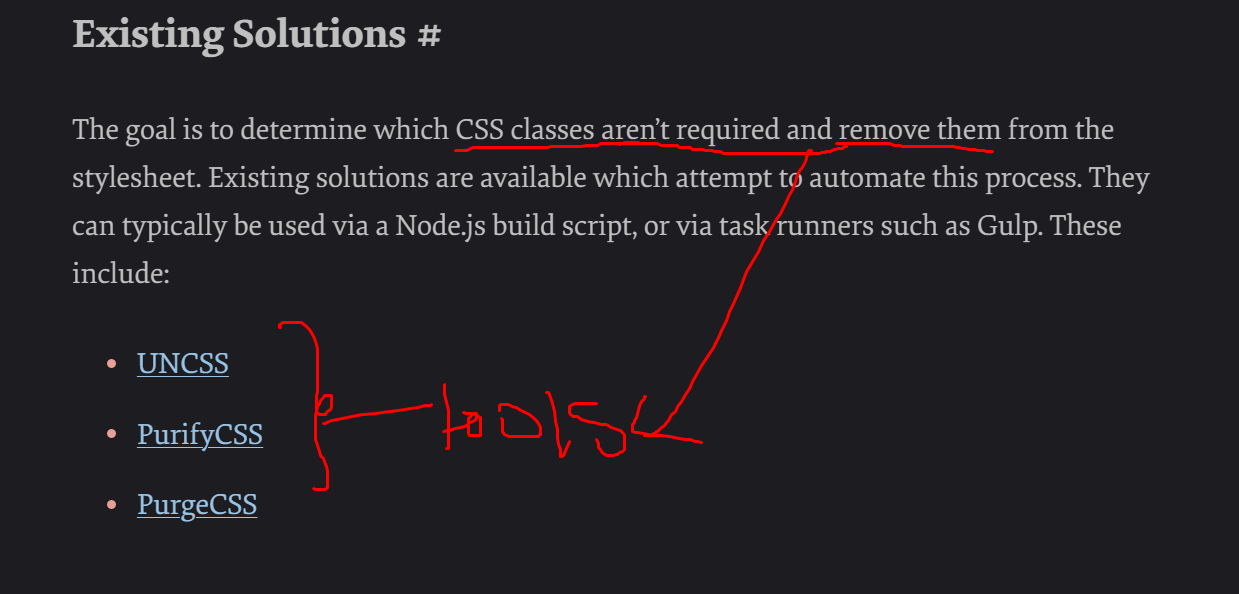 Existing Solutions #
The goal is to determine which CSS classes aren’t required and remove them from the
stylesheet. Existing solutions are available which attempt to automate this process. They
can typically be used via a Node.js build script, or via task runners such as Gulp. These
include:
• UNCSS
• PurifyCSS
tools
• PurgeCSS